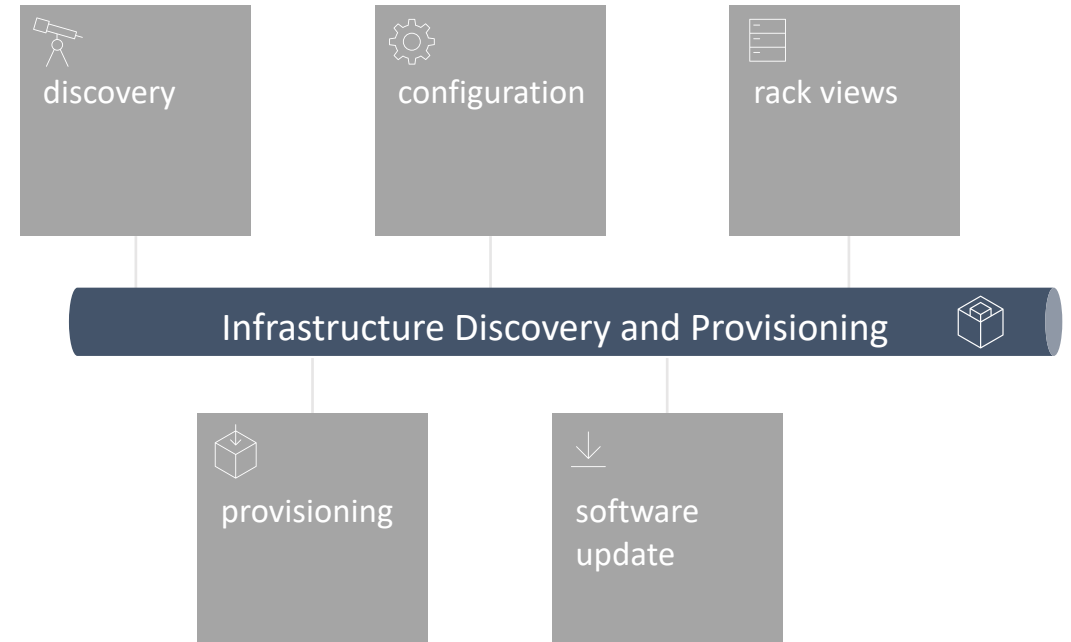 discovery
configuration
rack views
Infrastructure Discovery and Provisioning
provisioning
software
update